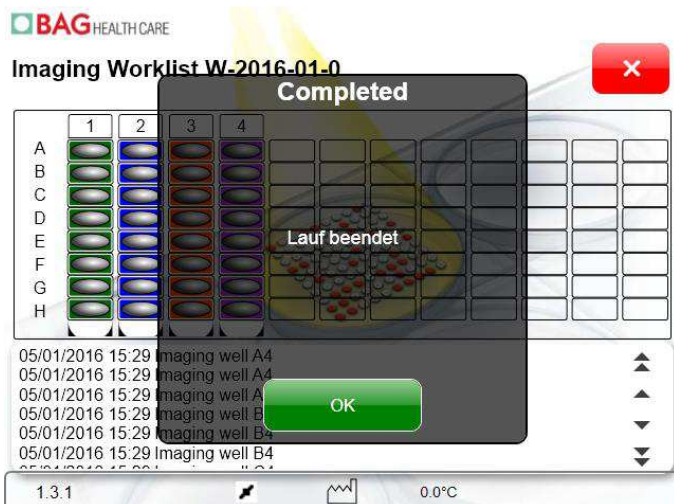 BAG HEALTH CARE
Imaging Worklist W-2016-01-0
Completed
1 2 3 4
A
B
C
D
E
F
G
H
Lauf beendet
05/01/2016 15:29 Imaging well A4
05/01/2016 15:29 Imaging well A4
05/01/2016 15:29 Imaging well A
05/01/2016 15:29 Imaging well B
05/01/2016 15:29 Imaging well B4
05/01/2016 15:29 Imaging well B4
OK
1.3.1 0.0°C